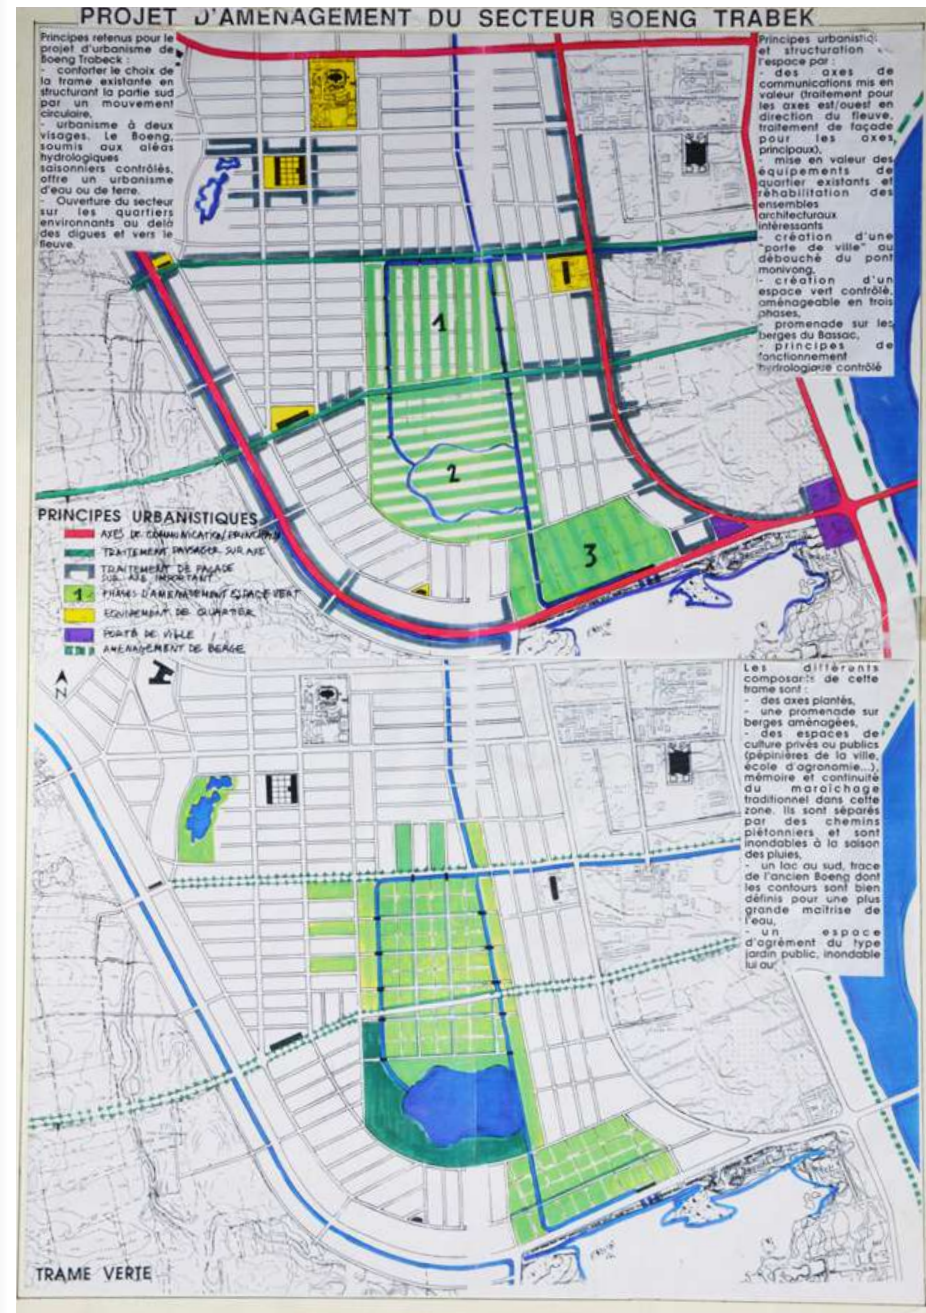 PROJET D'AMENAGEMENT DU SECTEUR BOENG TRABEK
Principes retenus pour le
projet d'urbanisme de
Boeng Trabeck :
- conforter le choix de
la trame existante en
structurant la partie sud
par un mouvement
circulaire,
- urbanisme à deux
visages. Le Boeng,
soumis aux aléas
hydrologiques
saisonniers contrôlés,
offre un urbanisme
d'eau ou de terre.
- Ouverture du secteur
sur les quartiers
environnants au delà
des digues et vers le
fleuve.
Principes urbanistiq
et structuration
l'espace par :
- des axes de
communications mis en
valeur (traitement pour
les axes est/ouest en
direction du fleuve,
traitement de façade
pour les axes
principaux),
- mise en valeur des
équipements de
quartier existants et
réhabilitation des
ensembles
architecturaux
intéressants
- création d'une
"porte de ville" au
débouché du pont
monivong,
- création d'un
espace vert contrôlé,
aménageable en trois
phases,
- promenade sur les
berges du Bassac,
- principes de
fonctionnement
hydrologique contrôlé
1
2
3
PRINCIPES URBANISTIQUES
AXES DE COMMUNICATION PRINCIPAUX
TRAITEMENT PAYSAGER SUR AXE
TRAITEMENT DE FAÇADE
SUR AXE IMPORTANT
1 PHASES D'AMENAGEMENT ESPACE VERT
EQUIPEMENT DE QUARTIER
PORTE DE VILLE
AMENAGEMENT DE BERGE
N
Les différents
composants de cette
trame sont :
- des axes plantés,
- une promenade sur
berges aménagées,
- des espaces de
culture privés ou publics
(pépinières de la ville,
école d'agronomie...),
mémoire et continuité
du maraîchage
traditionnel dans cette
zone. Ils sont séparés
par des chemins
piétonniers et sont
inondables à la saison
des pluies,
- un lac au sud, trace
de l'ancien Boeng dont
les contours sont bien
définis pour une plus
grande maîtrise de
l'eau,
- un espace
d'agrément du type
jardin public, inondable
lui au
TRAME VERTE